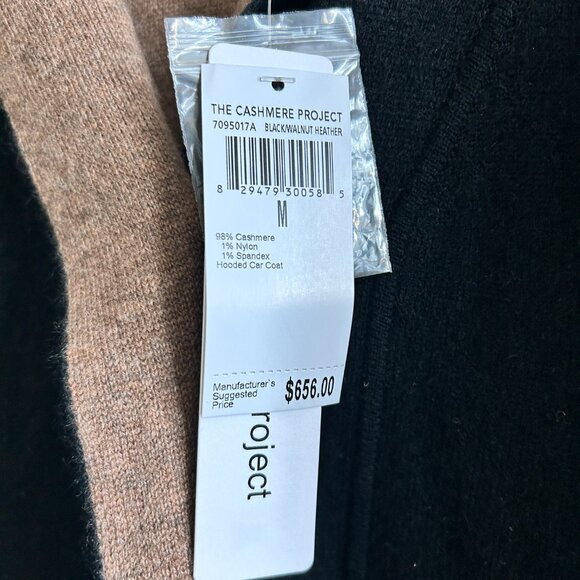 THE CASHMERE PROJECT
7095017A BLACK/WALNUT HEATHER
8 29479 30058 5
M
98% Cashmere
1% Nylon
1% Spandex
Hooded Car Coat
Manufacturer's
Suggested
Price
$656.00
roject